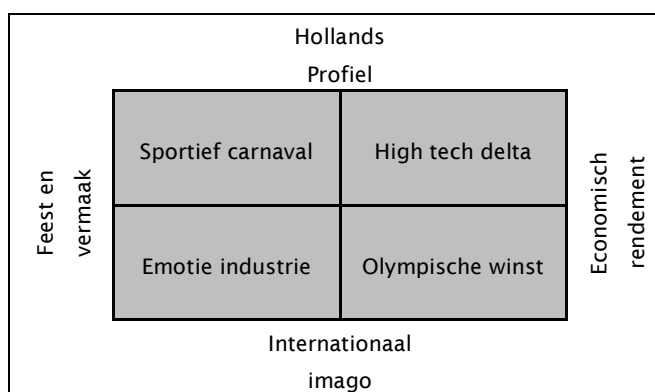 Hollands
Profiel
Sportief carnaval
High tech delta
Feest en
vermaak
Economisch
rendement
Emotie industrie
Olympische winst
Internationaal
imago